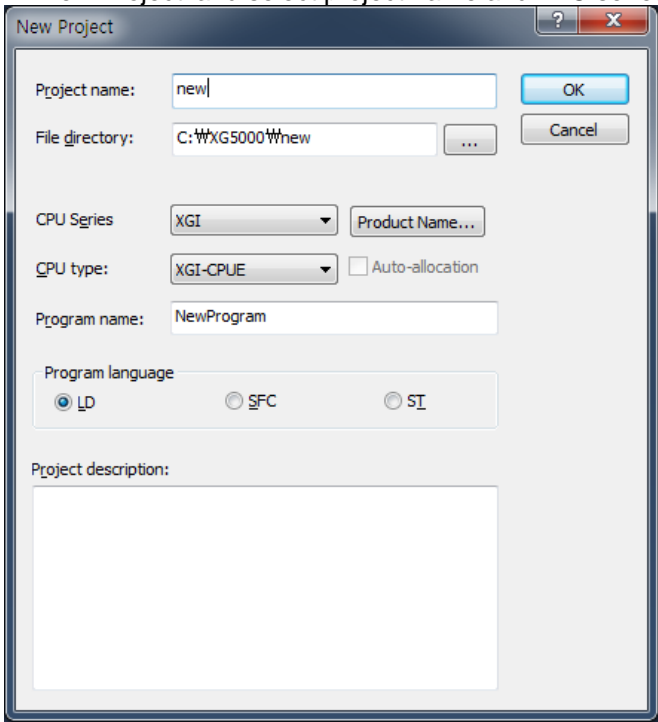 New Project
Project name: new OK
File directory: C:₩XG5000₩new ... Cancel
CPU Series XGI Product Name...
CPU type: XGI-CPUE Auto-allocation
Program name: NewProgram
Program language
LD SFC ST
Project description: